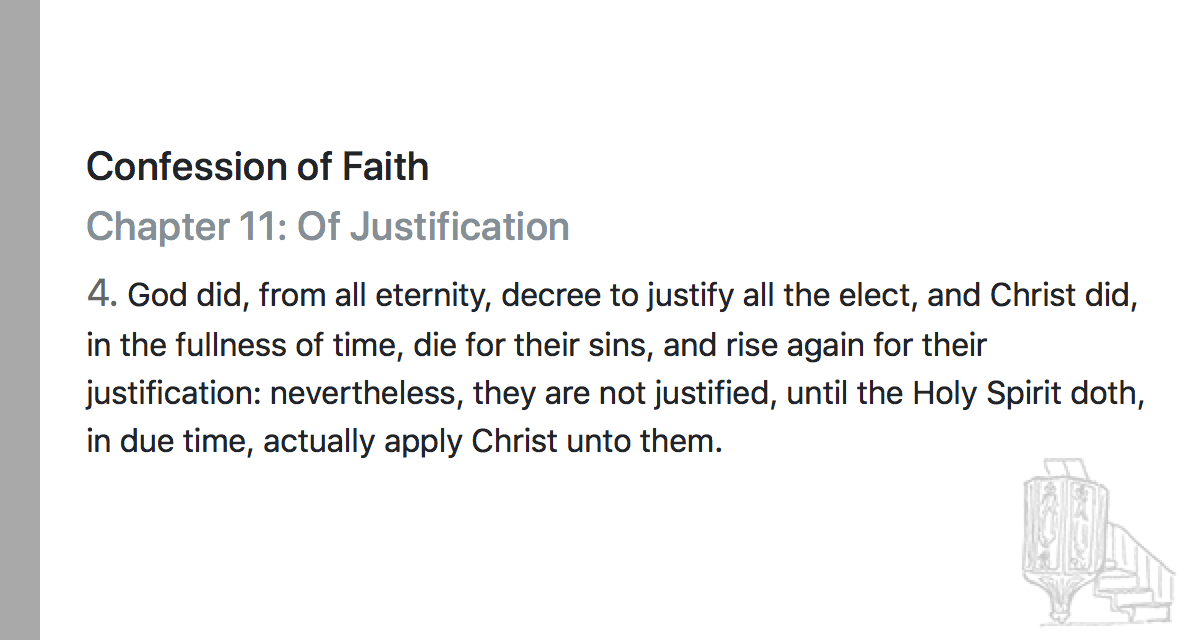 Confession of Faith
Chapter 11: Of Justification
4. God did, from all eternity, decree to justify all the elect, and Christ did,
in the fullness of time, die for their sins, and rise again for their
justification: nevertheless, they are not justified, until the Holy Spirit doth,
in due time, actually apply Christ unto them.